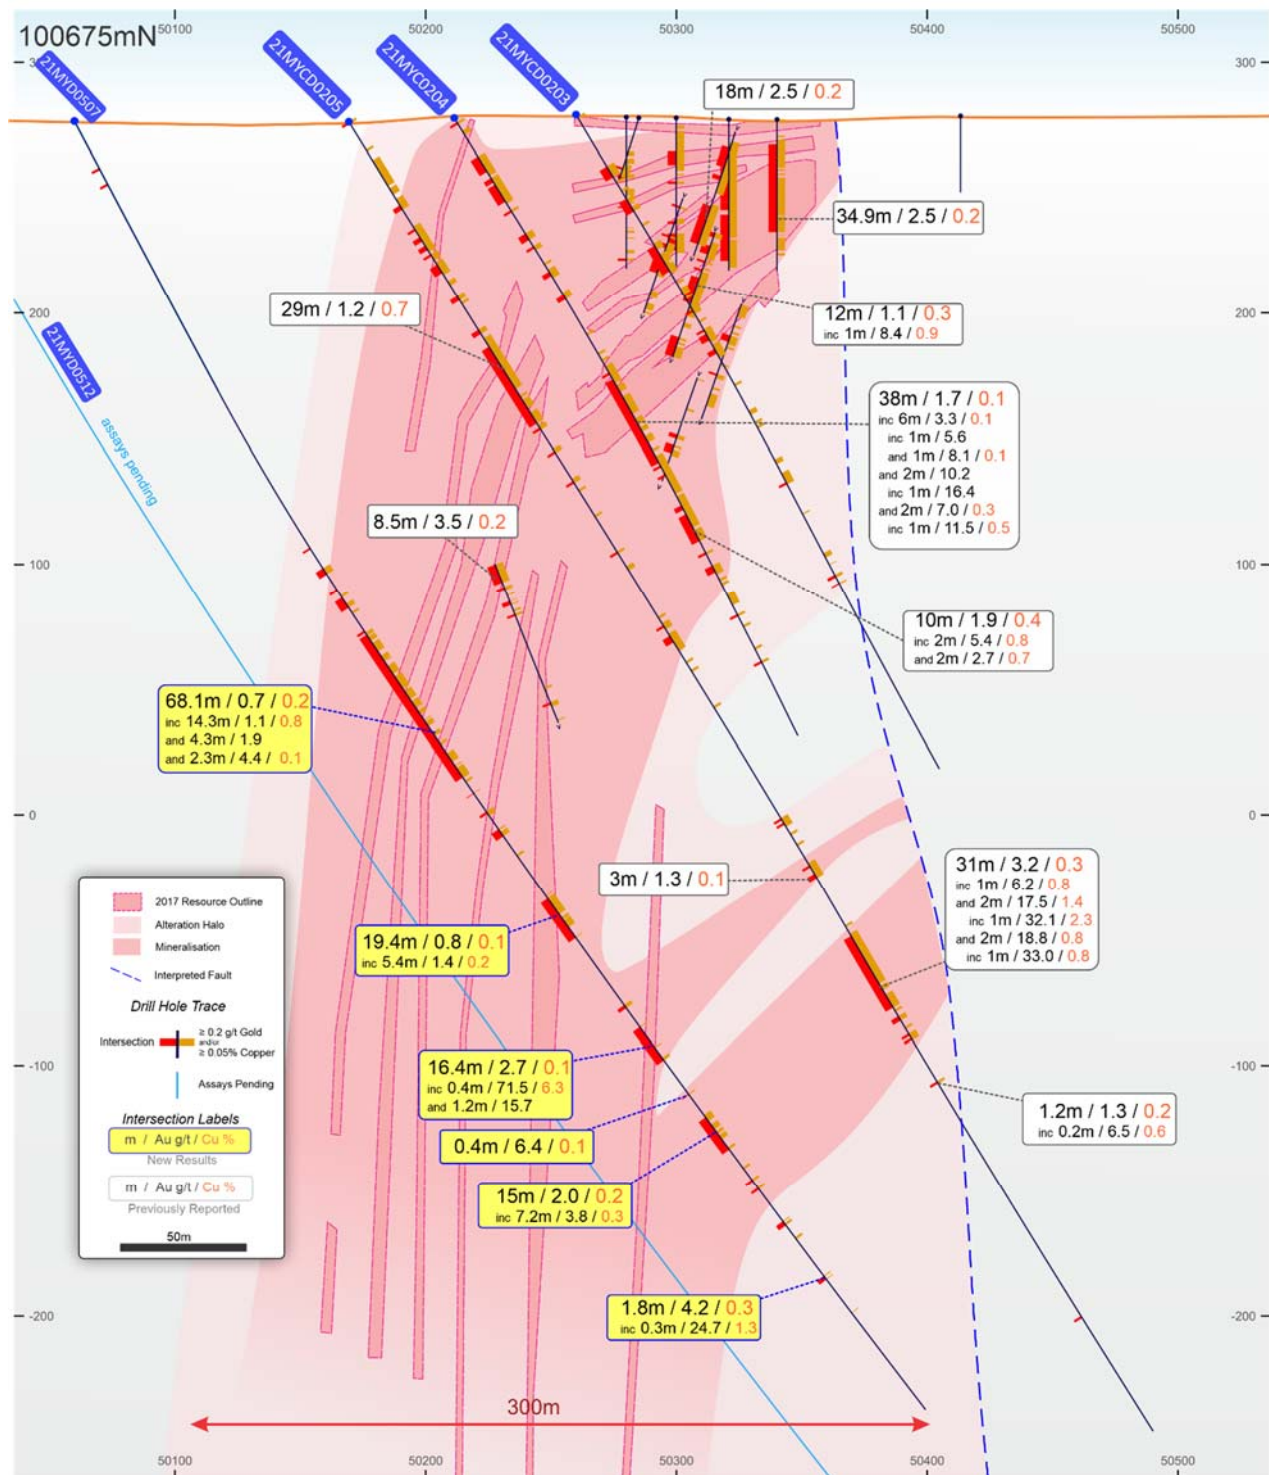 100675mN
50100
50200
50300
50400
50500
300
300
21MYD0507
21MYCD0205
21MYC0204
21MYCD0203
18m / 2.5 / 0.2
34.9m / 2.5 / 0.2
200
200
29m / 1.2 / 0.7
12m / 1.1 / 0.3
inc 1m / 8.4 / 0.9
21MYD0512
assays pending
38m / 1.7 / 0.1
inc 6m / 3.3 / 0.1
inc 1m / 5.6
and 1m / 8.1 / 0.1
and 2m / 10.2
inc 1m / 16.4
and 2m / 7.0 / 0.3
inc 1m / 11.5 / 0.5
8.5m / 3.5 / 0.2
100
100
10m / 1.9 / 0.4
inc 2m / 5.4 / 0.8
and 2m / 2.7 / 0.7
68.1m / 0.7 / 0.2
inc 14.3m / 1.1 / 0.8
and 4.3m / 1.9
and 2.3m / 4.4 / 0.1
0
0
3m / 1.3 / 0.1
31m / 3.2 / 0.3
inc 1m / 6.2 / 0.8
and 2m / 17.5 / 1.4
inc 1m / 32.1 / 2.3
and 2m / 18.8 / 0.8
inc 1m / 33.0 / 0.8
2017 Resource Outline
Alteration Halo
Mineralisation
Interpreted Fault
Drill Hole Trace
Intersection
≥ 0.2 g/t Gold
and/or
≥ 0.05% Copper
Assays Pending
Intersection Labels
m / Au g/t / Cu %
New Results
m / Au g/t / Cu %
Previously Reported
50m
19.4m / 0.8 / 0.1
inc 5.4m / 1.4 / 0.2
-100
-100
16.4m / 2.7 / 0.1
inc 0.4m / 71.5 / 6.3
and 1.2m / 15.7
1.2m / 1.3 / 0.2
inc 0.2m / 6.5 / 0.6
0.4m / 6.4 / 0.1
15m / 2.0 / 0.2
inc 7.2m / 3.8 / 0.3
-200
-200
1.8m / 4.2 / 0.3
inc 0.3m / 24.7 / 1.3
300m
50100
50200
50300
50400
50500